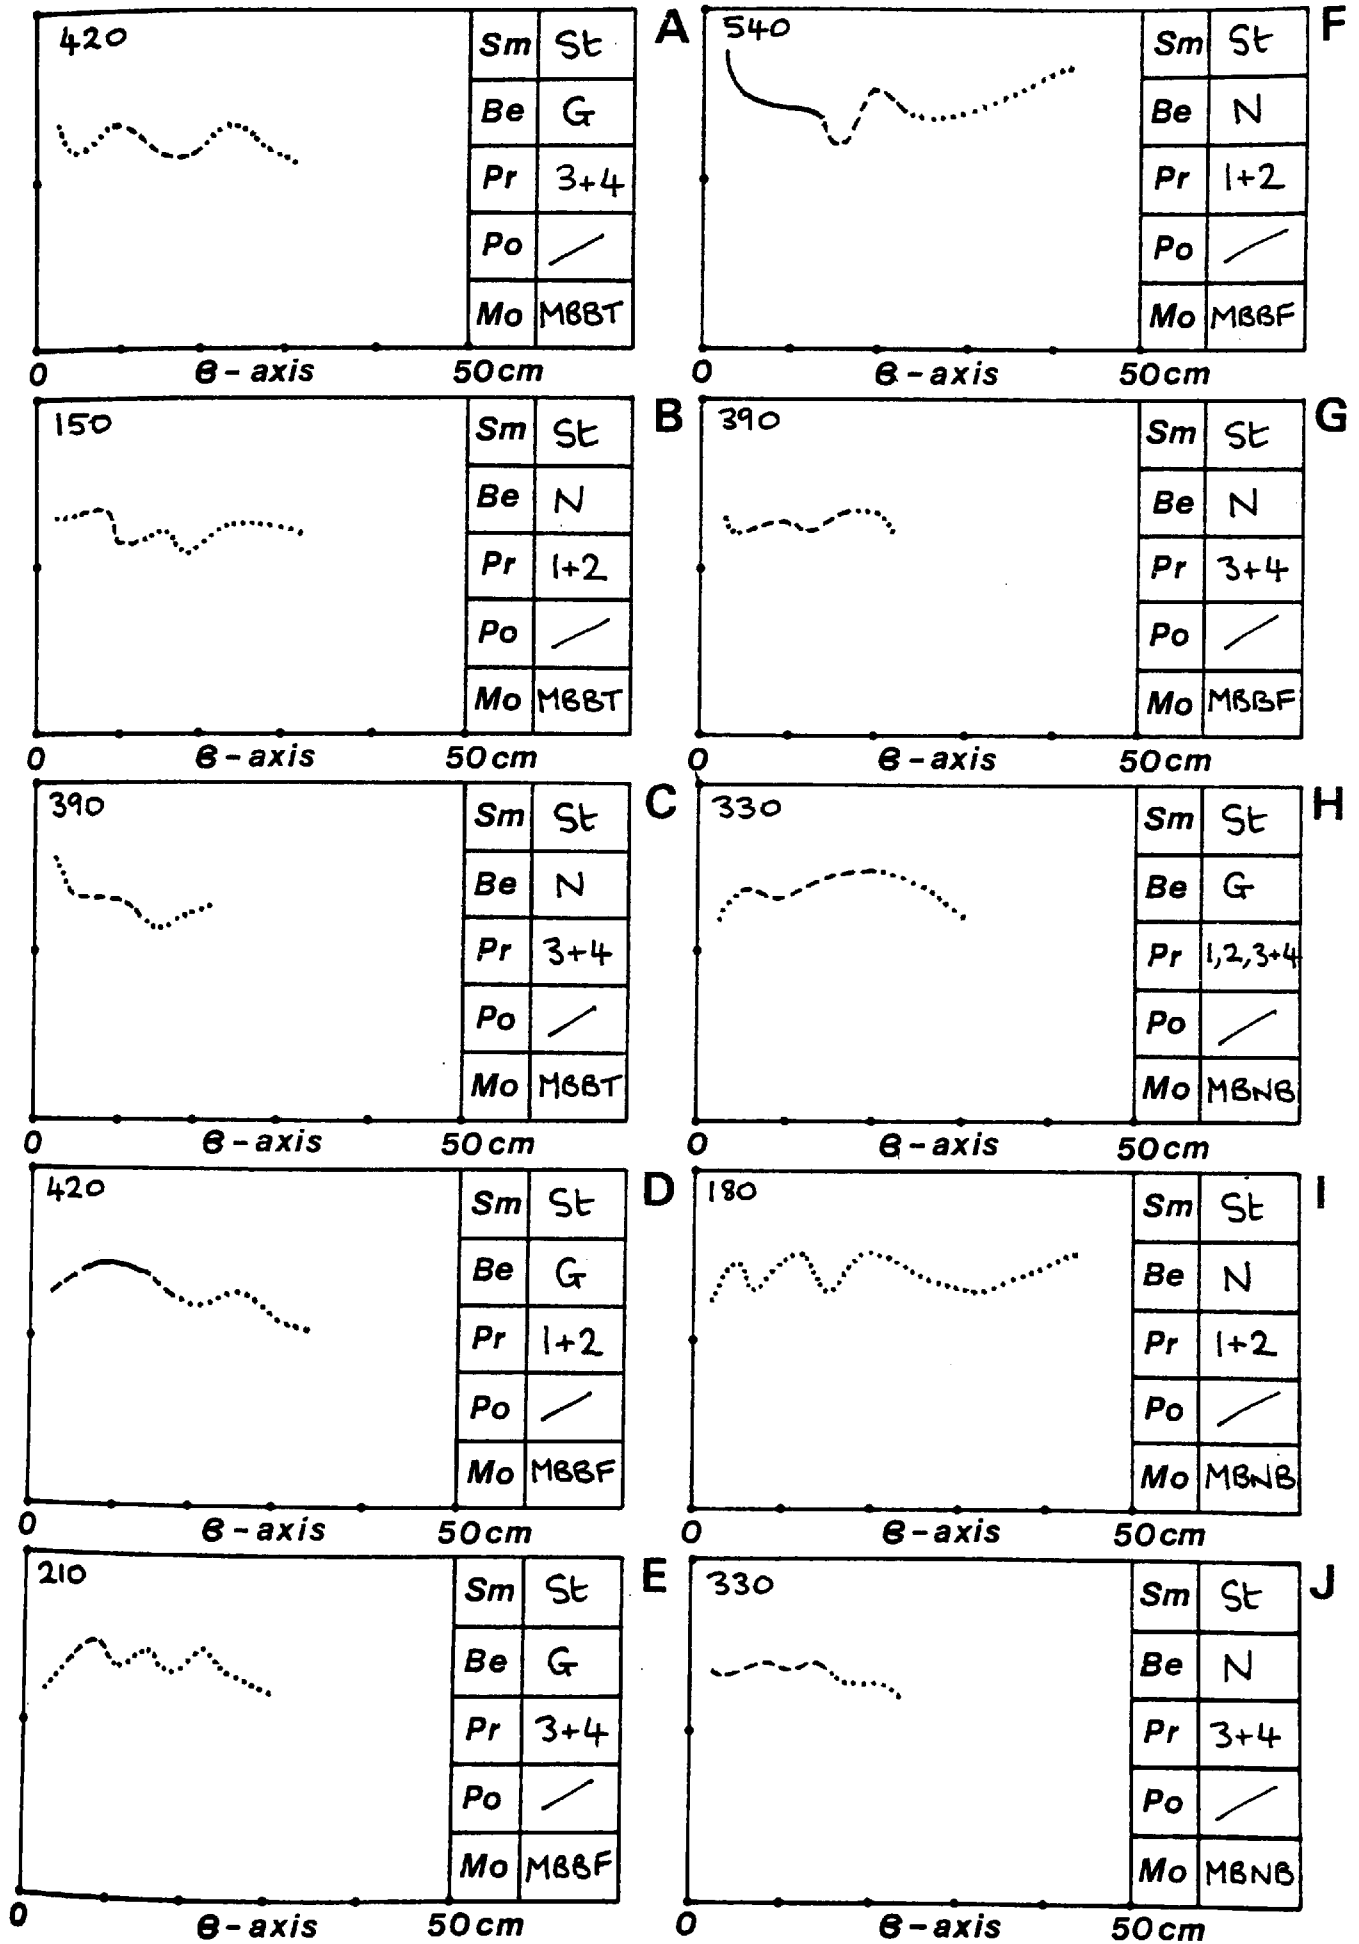 420
Sm St
Be G
Pr 3+4
Po /
Mo MBBT
0 B-axis 50cm
A
150
Sm St
Be N
Pr 1+2
Po /
Mo MBBT
0 B-axis 50cm
B
390
Sm St
Be N
Pr 3+4
Po /
Mo MBBT
0 B-axis 50cm
C
420
Sm St
Be G
Pr 1+2
Po /
Mo MBBF
0 B-axis 50cm
D
210
Sm St
Be G
Pr 3+4
Po /
Mo MBBF
0 B-axis 50cm
E
540
Sm St
Be N
Pr 1+2
Po /
Mo MBBF
0 B-axis 50cm
F
390
Sm St
Be N
Pr 3+4
Po /
Mo MBBF
0 B-axis 50cm
G
330
Sm St
Be G
Pr 1,2,3+4
Po /
Mo MBNB
0 B-axis 50cm
H
180
Sm St
Be N
Pr 1+2
Po /
Mo MBNB
0 B-axis 50cm
I
330
Sm St
Be N
Pr 3+4
Po /
Mo MBNB
0 B-axis 50cm
J